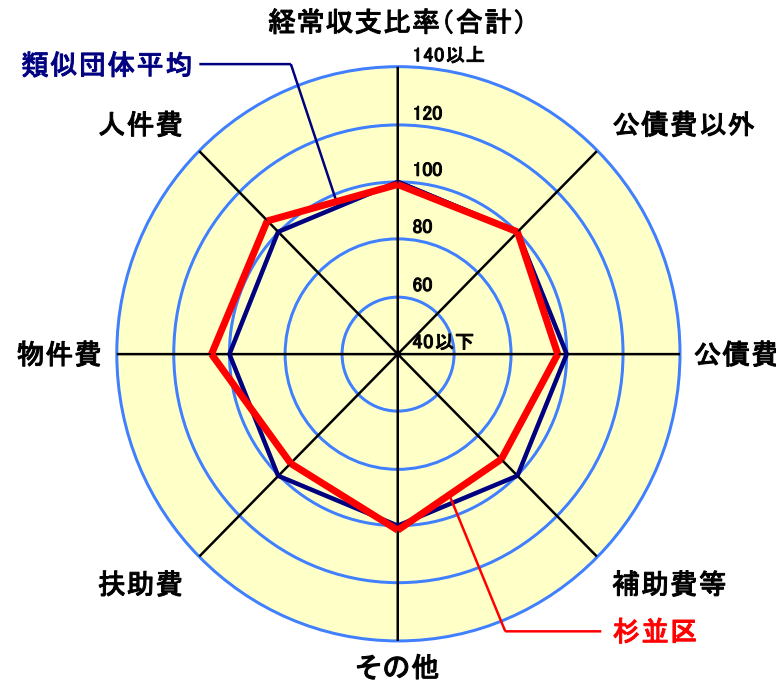 経常収支比率（合計）
140以上
類似団体平均
人件費
120
公債費以外
100
80
60
40以下
物件費
公債費
扶助費
補助費等
杉並区
その他